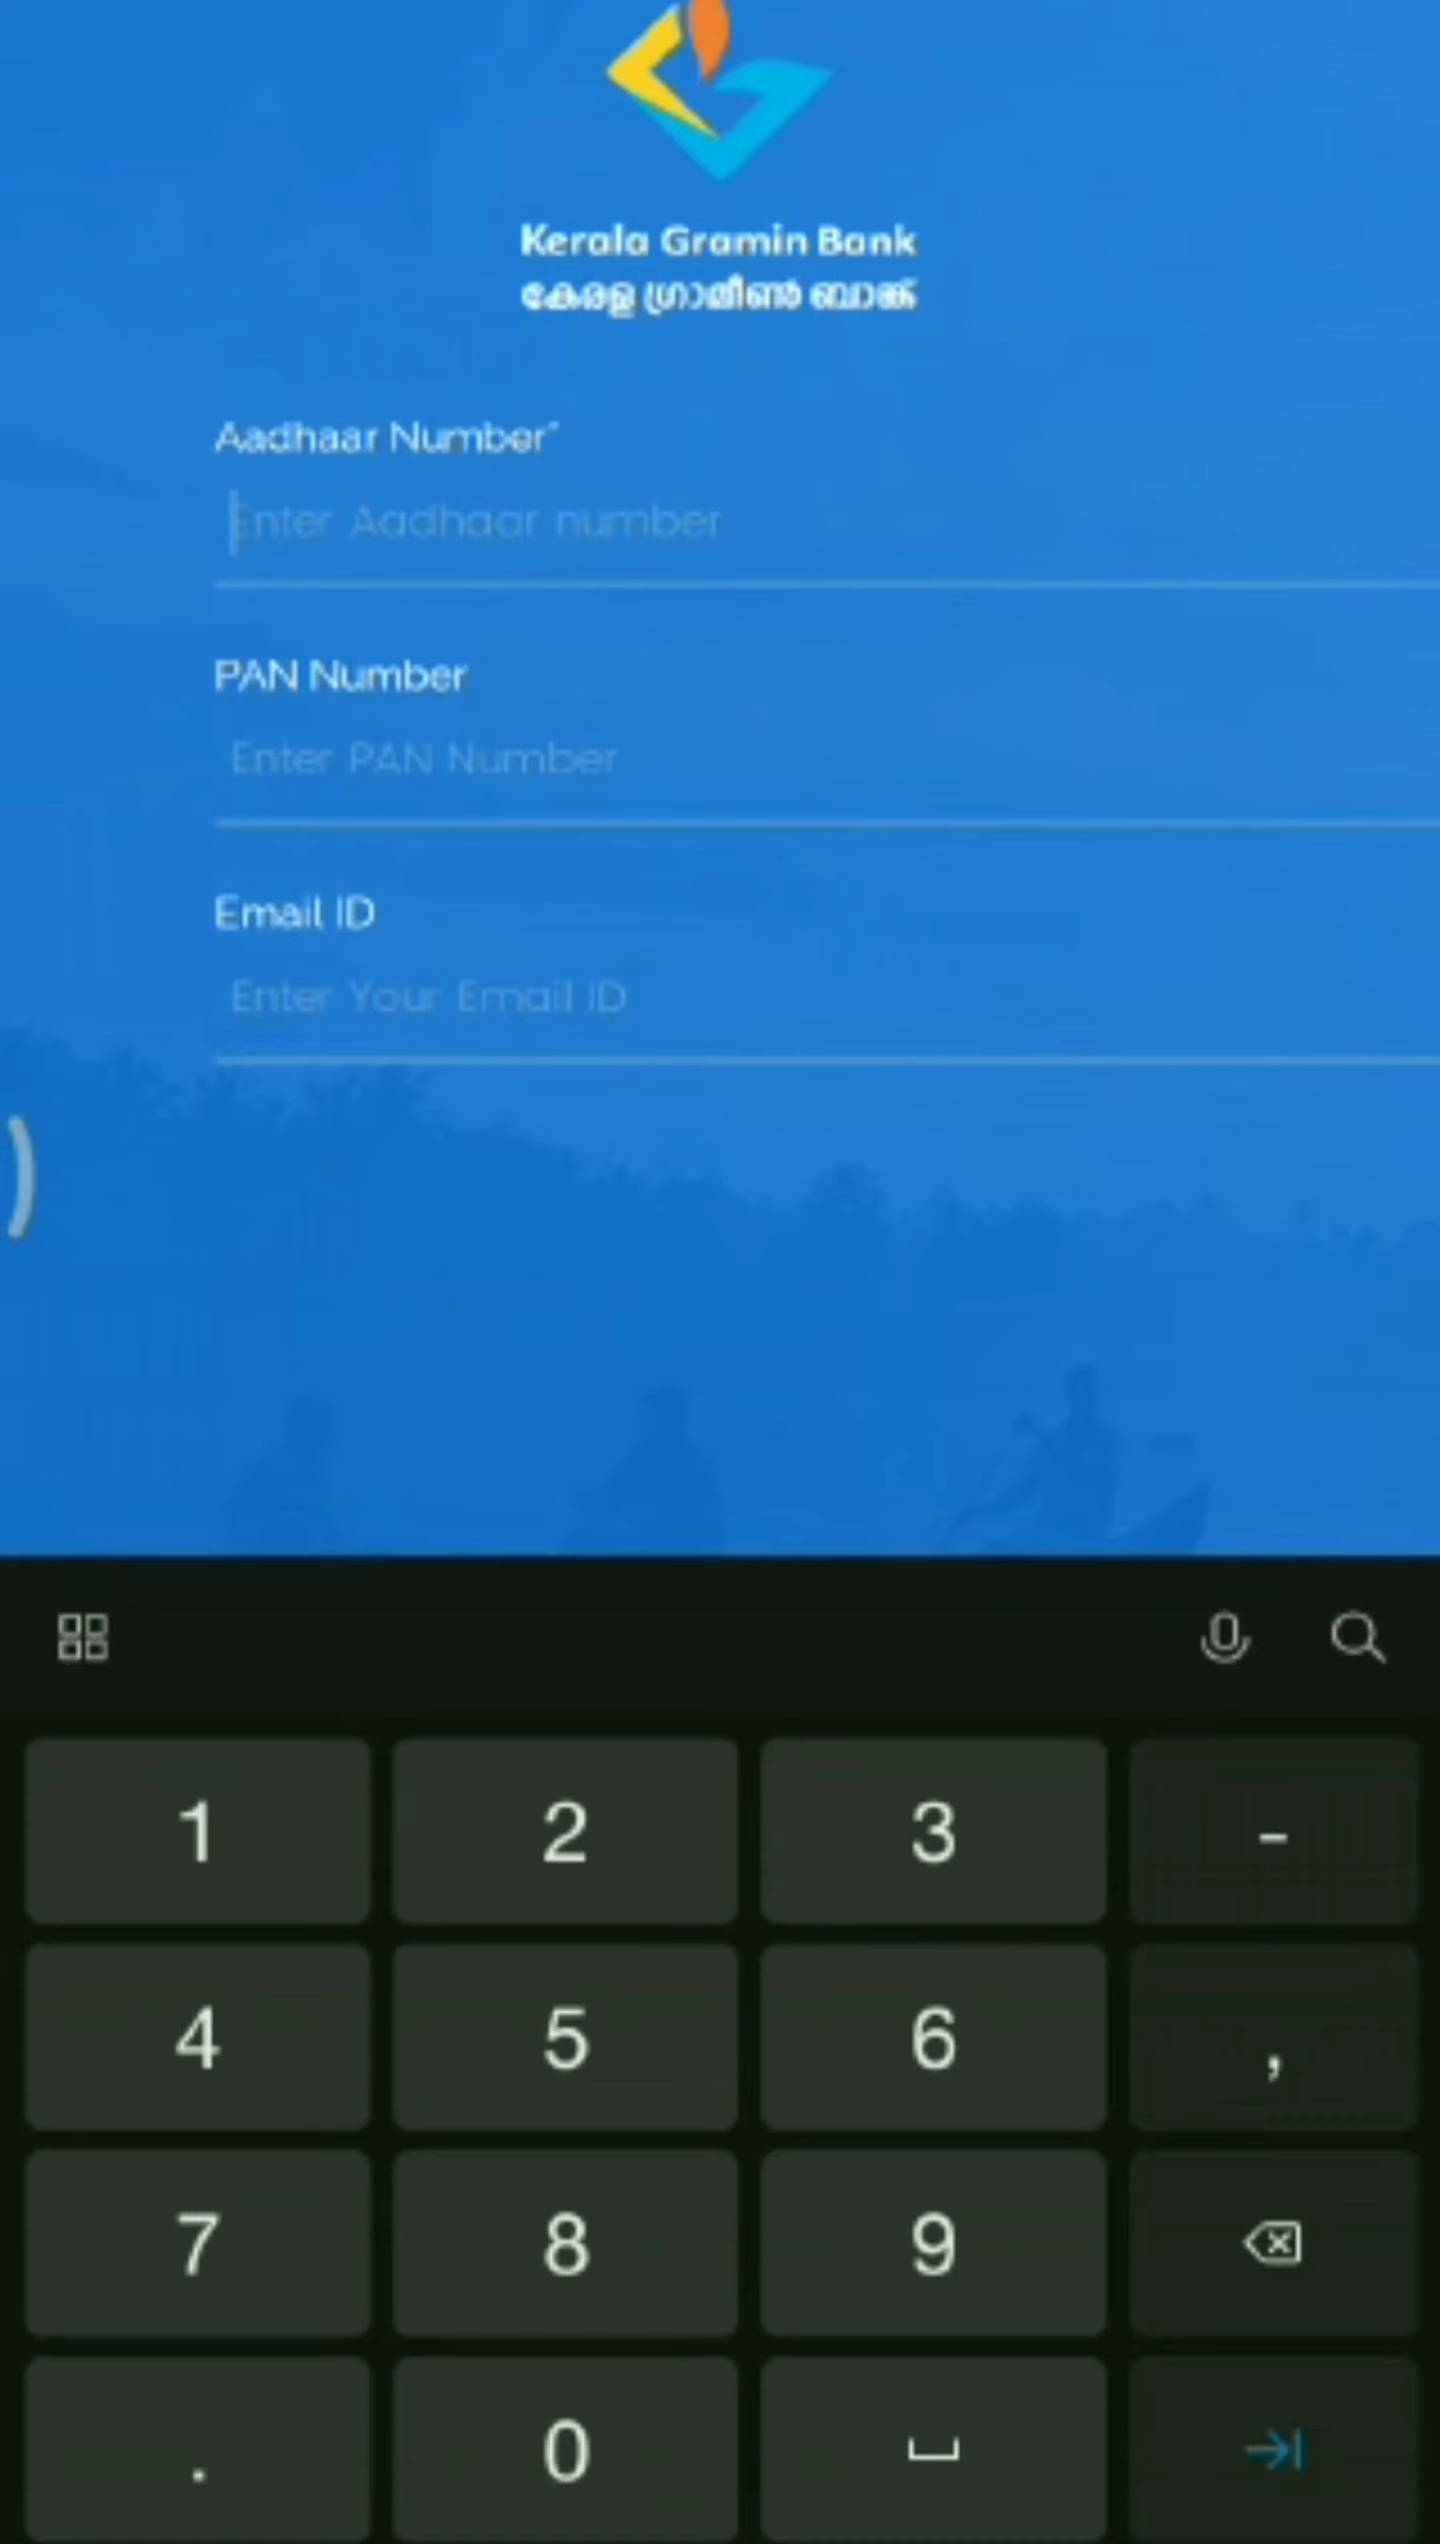 Kerala Gramin Bank
കേരള ഗ്രാമീൺ ബാങ്ക്
Aadhaar Number*
Enter Aadhaar number
PAN Number
Enter PAN Number
Email ID
Enter Your Email ID
1 2 3 -
4 5 6 ,
7 8 9
. 0